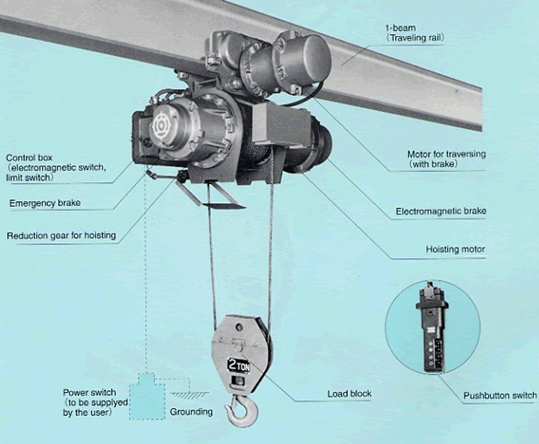 1-beam
(Traveling rail)
Control box
(electromagnetic switch,
limit switch)
Motor for traversing
(with brake)
Emergency brake
Electromagnetic brake
Reduction gear for hoisting
Hoisting motor
2 TON
Load block
Pushbutton switch
Power switch
(to be supplyed
by the user)
Grounding